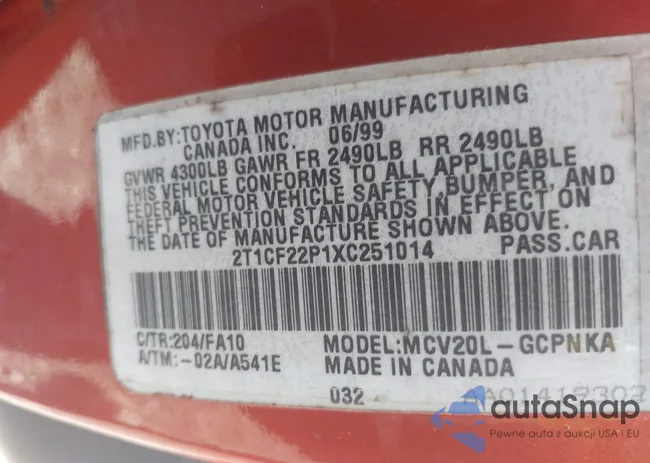 MFD.BY:TOYOTA MOTOR MANUFACTURING
CANADA INC. 06/99
GVWR 4300LB GAWR FR 2490LB RR 2490LB
THIS VEHICLE CONFORMS TO ALL APPLICABLE
FEDERAL MOTOR VEHICLE SAFETY, BUMPER, AND
THEFT PREVENTION STANDARDS IN EFFECT ON
THE DATE OF MANUFACTURE SHOWN ABOVE.
2T1CF22P1XC251014 PASS.CAR
C/TR:204/FA10 MODEL:MCV20L-GCPNKA
A/TM:-02A/A541E MADE IN CANADA
032
autoSnap
Pewne auta z aukcji USA i EU